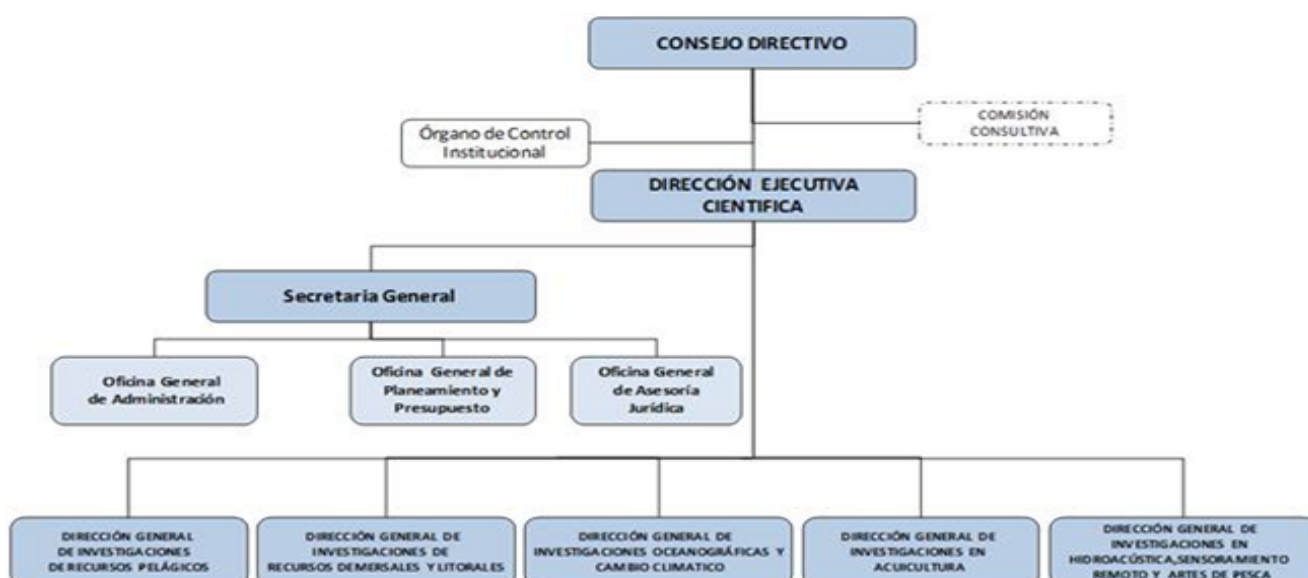 CONSEJO DIRECTIVO
COMISIÓN
CONSULTIVA
Órgano de Control
Institucional
DIRECCIÓN EJECUTIVA
CIENTIFICA
Secretaria General
Oficina General
de Administración
Oficina General de
Planeamiento y
Presupuesto
Oficina General
de Asesoría
Jurídica
DIRECCIÓN GENERAL
DE INVESTIGACIONES
DE RECURSOS PELÁGICOS
DIRECCIÓN GENERAL DE
INVESTIGACIONES DE
RECURSOS DEMERSALES Y LITORALES
DIRECCIÓN GENERAL DE
INVESTIGACIONES OCEANOGRÁFICAS Y
CAMBIO CLIMATICO
DIRECCIÓN GENERAL DE
INVESTIGACIONES EN
ACUICULTURA
DIRECCIÓN GENERAL DE
INVESTIGACIONES EN
HIDROACÚSTICA,SENSORAMIENTO
REMOTO Y ARTES DE PESCA